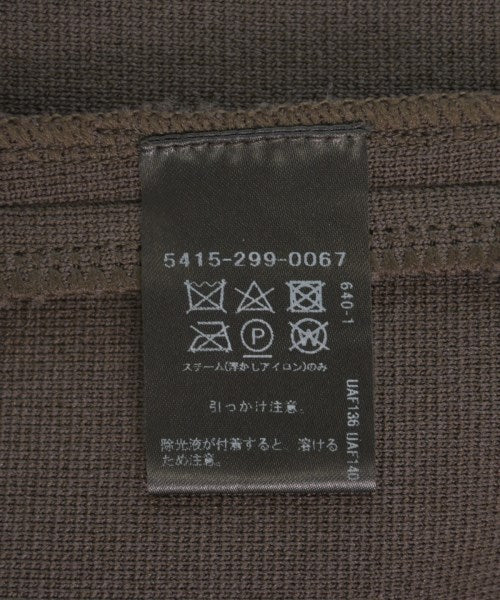 5415-299-0067
640-1
P
W
スチーム(浮かしアイロン)のみ
引っかけ注意。
除光液が付着すると、溶ける
ため注意。
UAF136 UAF140